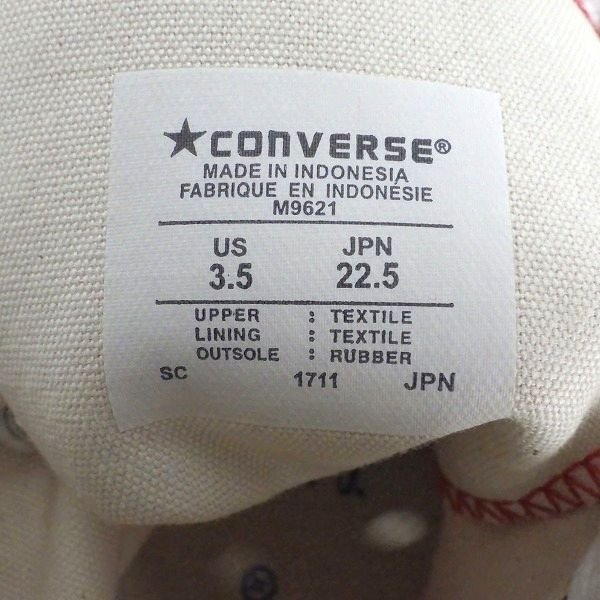 ★CONVERSE®
MADE IN INDONESIA
FABRIQUE EN INDONÉSIE
M9621
US JPN
3.5 22.5
UPPER : TEXTILE
LINING : TEXTILE
OUTSOLE : RUBBER
SC 1711 JPN